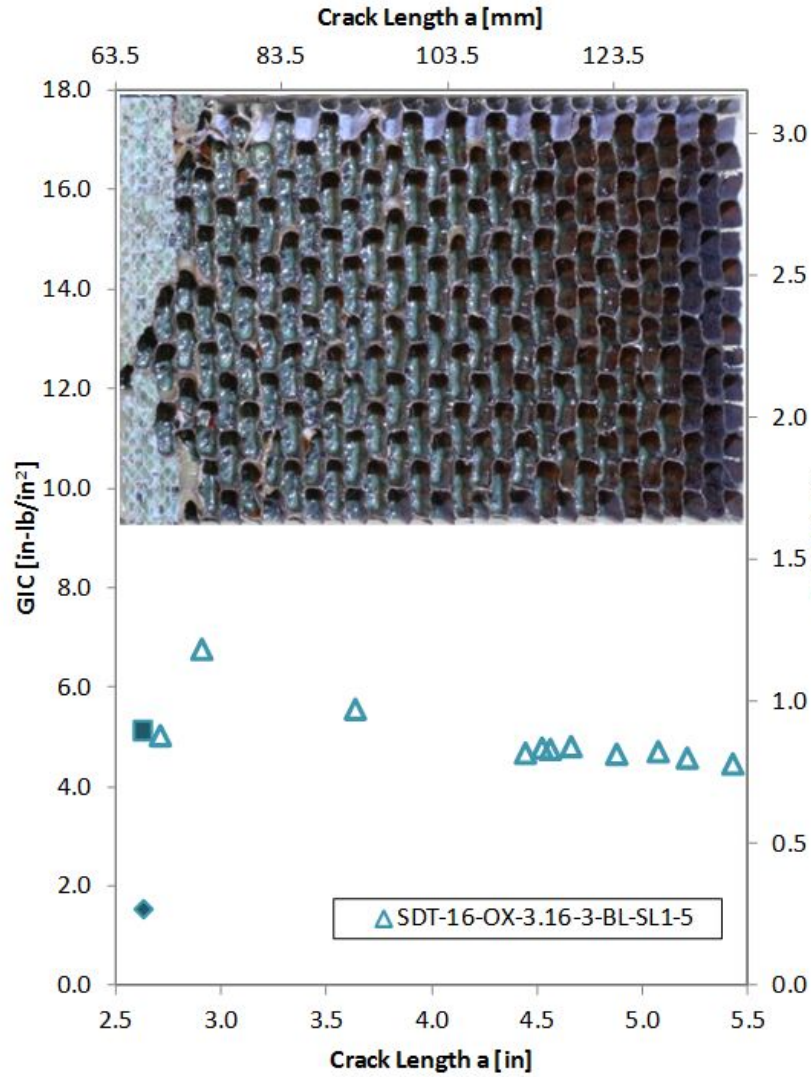 Crack Length a [mm]
63.5 83.5 103.5 123.5
18.0
16.0
14.0
12.0
10.0
8.0
6.0
4.0
2.0
0.0
GIC [in-lb/in²]
3.0
2.5
2.0
1.5
1.0
0.5
0.0
SDT-16-OX-3.16-3-BL-SL1-5
2.5 3.0 3.5 4.0 4.5 5.0 5.5
Crack Length a [in]